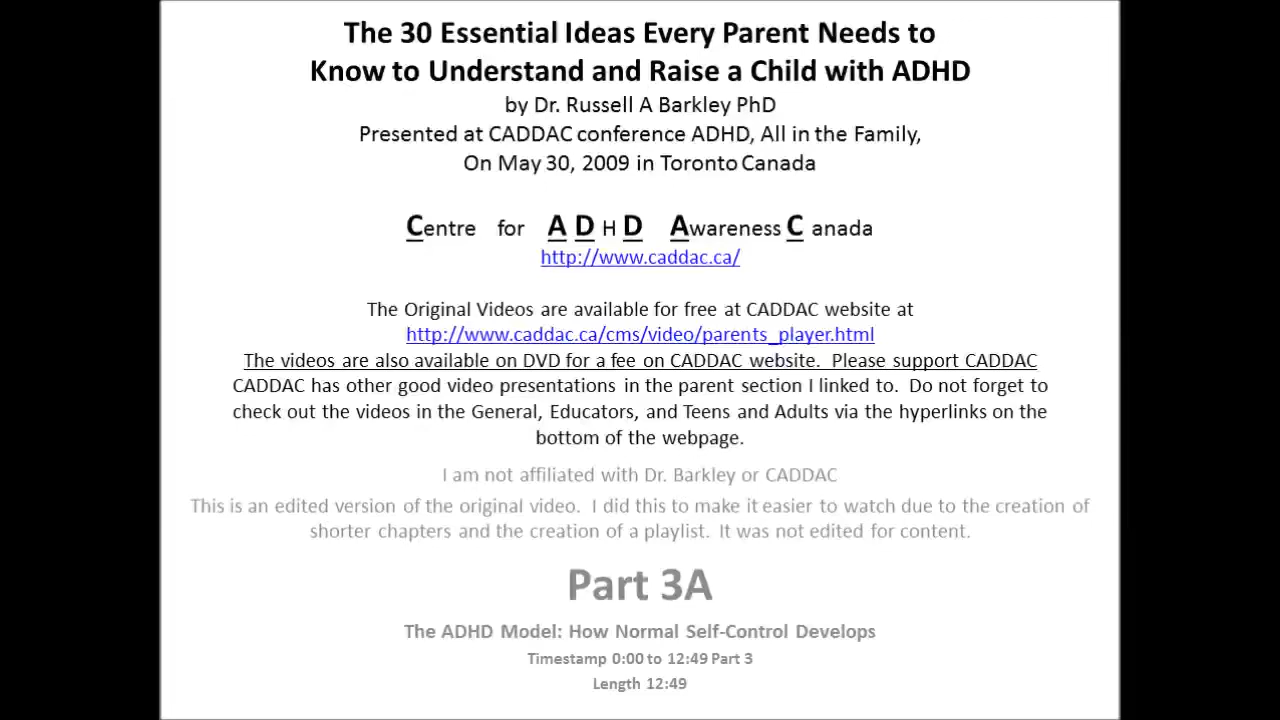 The 30 Essential Ideas Every Parent Needs to
Know to Understand and Raise a Child with ADHD
by Dr. Russell A Barkley PhD
Presented at CADDAC conference ADHD, All in the Family,
On May 30, 2009 in Toronto Canada
Centre for A D H D Awareness C anada
http://www.caddac.ca/
The Original Videos are available for free at CADDAC website at
http://www.caddac.ca/cms/video/parents_player.html
The videos are also available on DVD for a fee on CADDAC website. Please support CADDAC
CADDAC has other good video presentations in the parent section I linked to. Do not forget to
check out the videos in the General, Educators, and Teens and Adults via the hyperlinks on the
bottom of the webpage.
I am not affiliated with Dr. Barkley or CADDAC
This is an edited version of the original video. I did this to make it easier to watch due to the creation of
shorter chapters and the creation of a playlist. It was not edited for content.
Part 3A
The ADHD Model: How Normal Self-Control Develops
Timestamp 0:00 to 12:49 Part 3
Length 12:49